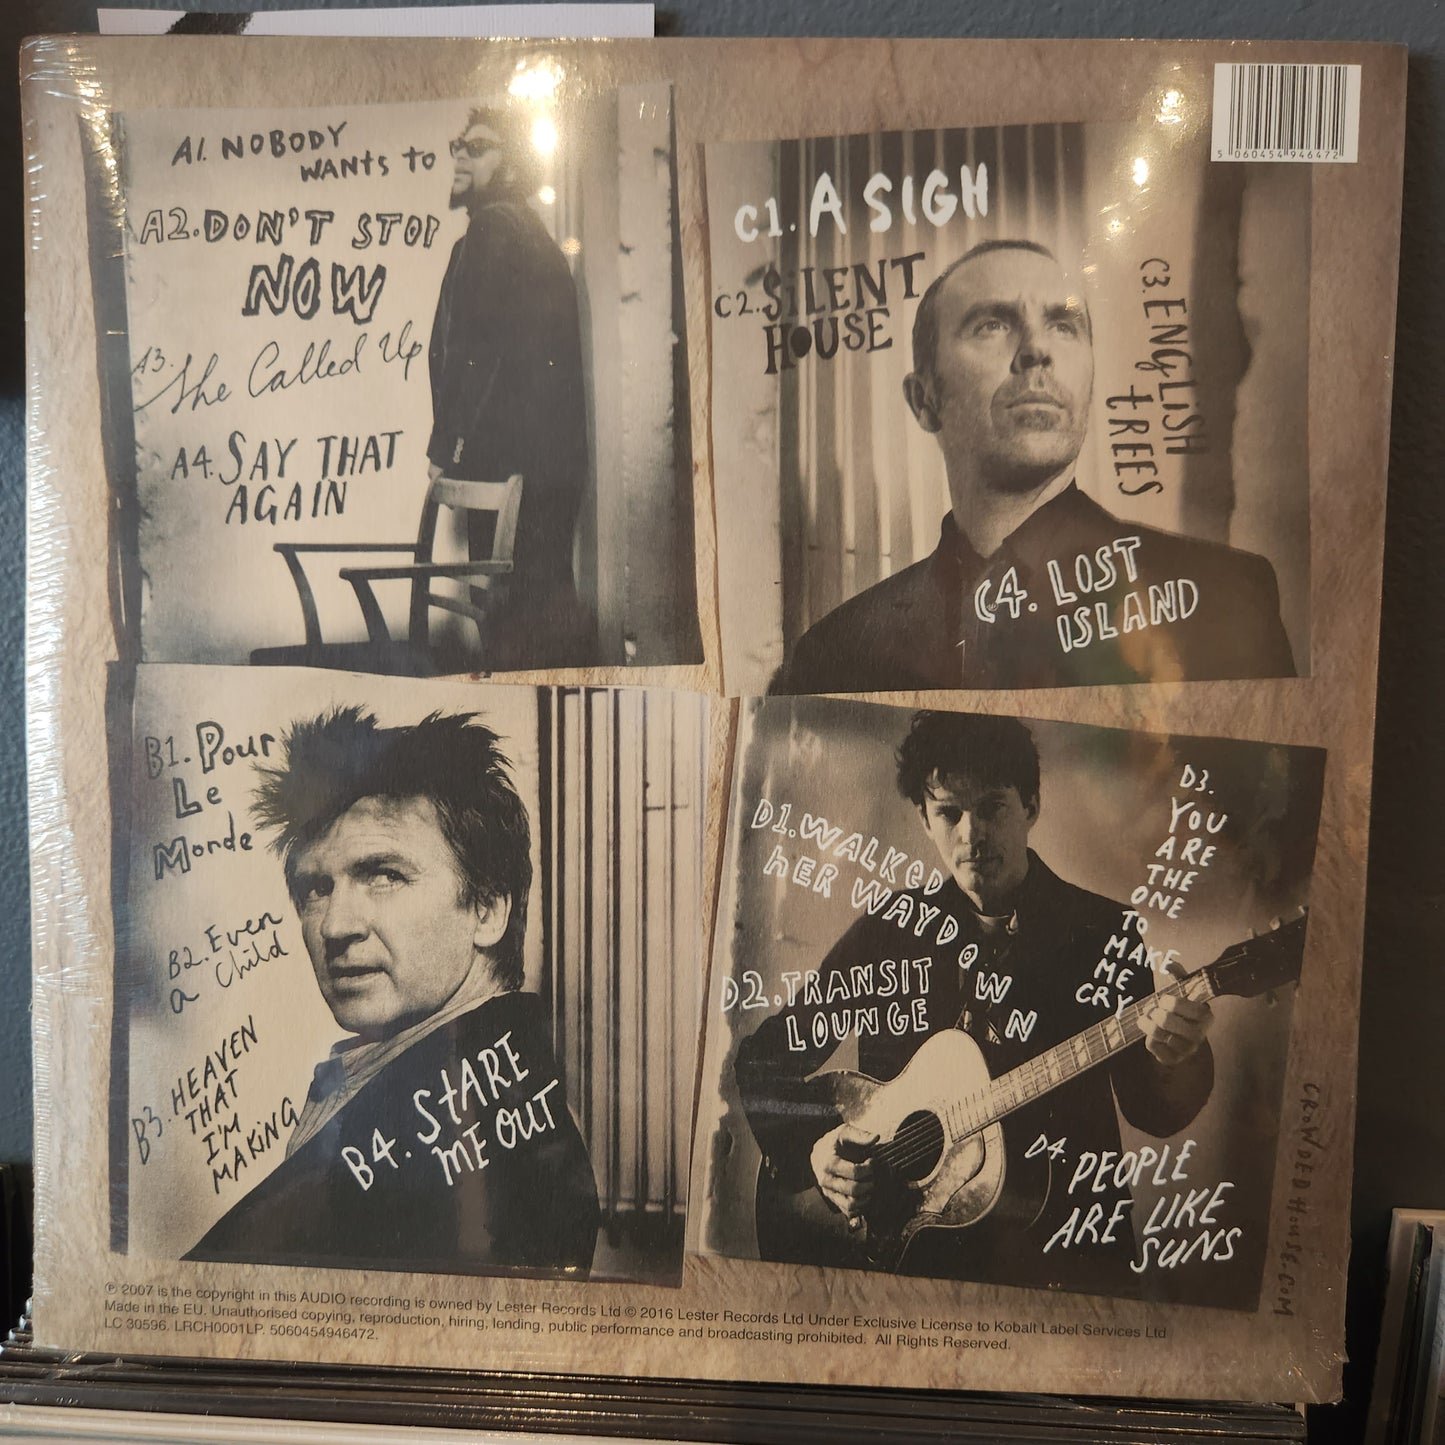 A1. NOBODY
WANTS TO
A2. DON'T STOP
NOW
A3. She Called Up
A4. SAY THAT
AGAIN
C1. A SIGH
C2. SiLENT
HOUSE
C3. ENGLiSH
tREES
C4. LOST
ISLAND
5 060454 946472
B1. Pour
Le
Monde
B2. Even
a Child
B3. HEAVEN
THAT
I'M
MAKiNG
B4. StARE
ME OUT
D1. WALKED
hER WAY DOWN
D2. TRANSIT
LOUNGE
D3.
YOU
ARE
THE
ONE
TO
MAKE
ME
CRY
D4. PEOPLE
ARE LIKE
SUNS
CROWDEDHOUSE.COM
℗ 2007 is the copyright in this AUDIO recording is owned by Lester Records Ltd © 2016 Lester Records Ltd Under Exclusive License to Kobalt Label Services Ltd
Made in the EU. Unauthorised copying, reproduction, hiring, lending, public performance and broadcasting prohibited. All Rights Reserved.
LC 30596. LRCH0001LP. 5060454946472.